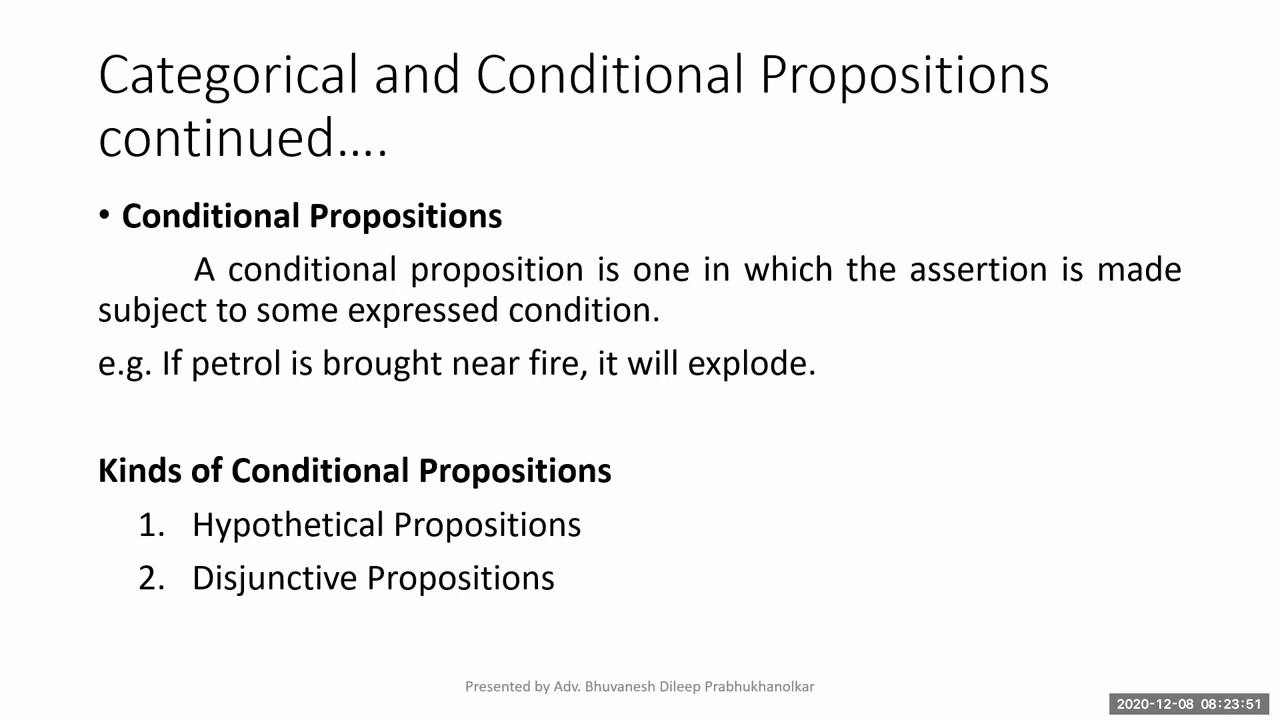 Categorical and Conditional Propositions
continued….
• Conditional Propositions
A conditional proposition is one in which the assertion is made
subject to some expressed condition.
e.g. If petrol is brought near fire, it will explode.
Kinds of Conditional Propositions
1. Hypothetical Propositions
2. Disjunctive Propositions
Presented by Adv. Bhuvanesh Dileep Prabhukhanolkar
2020-12-08 08:23:51